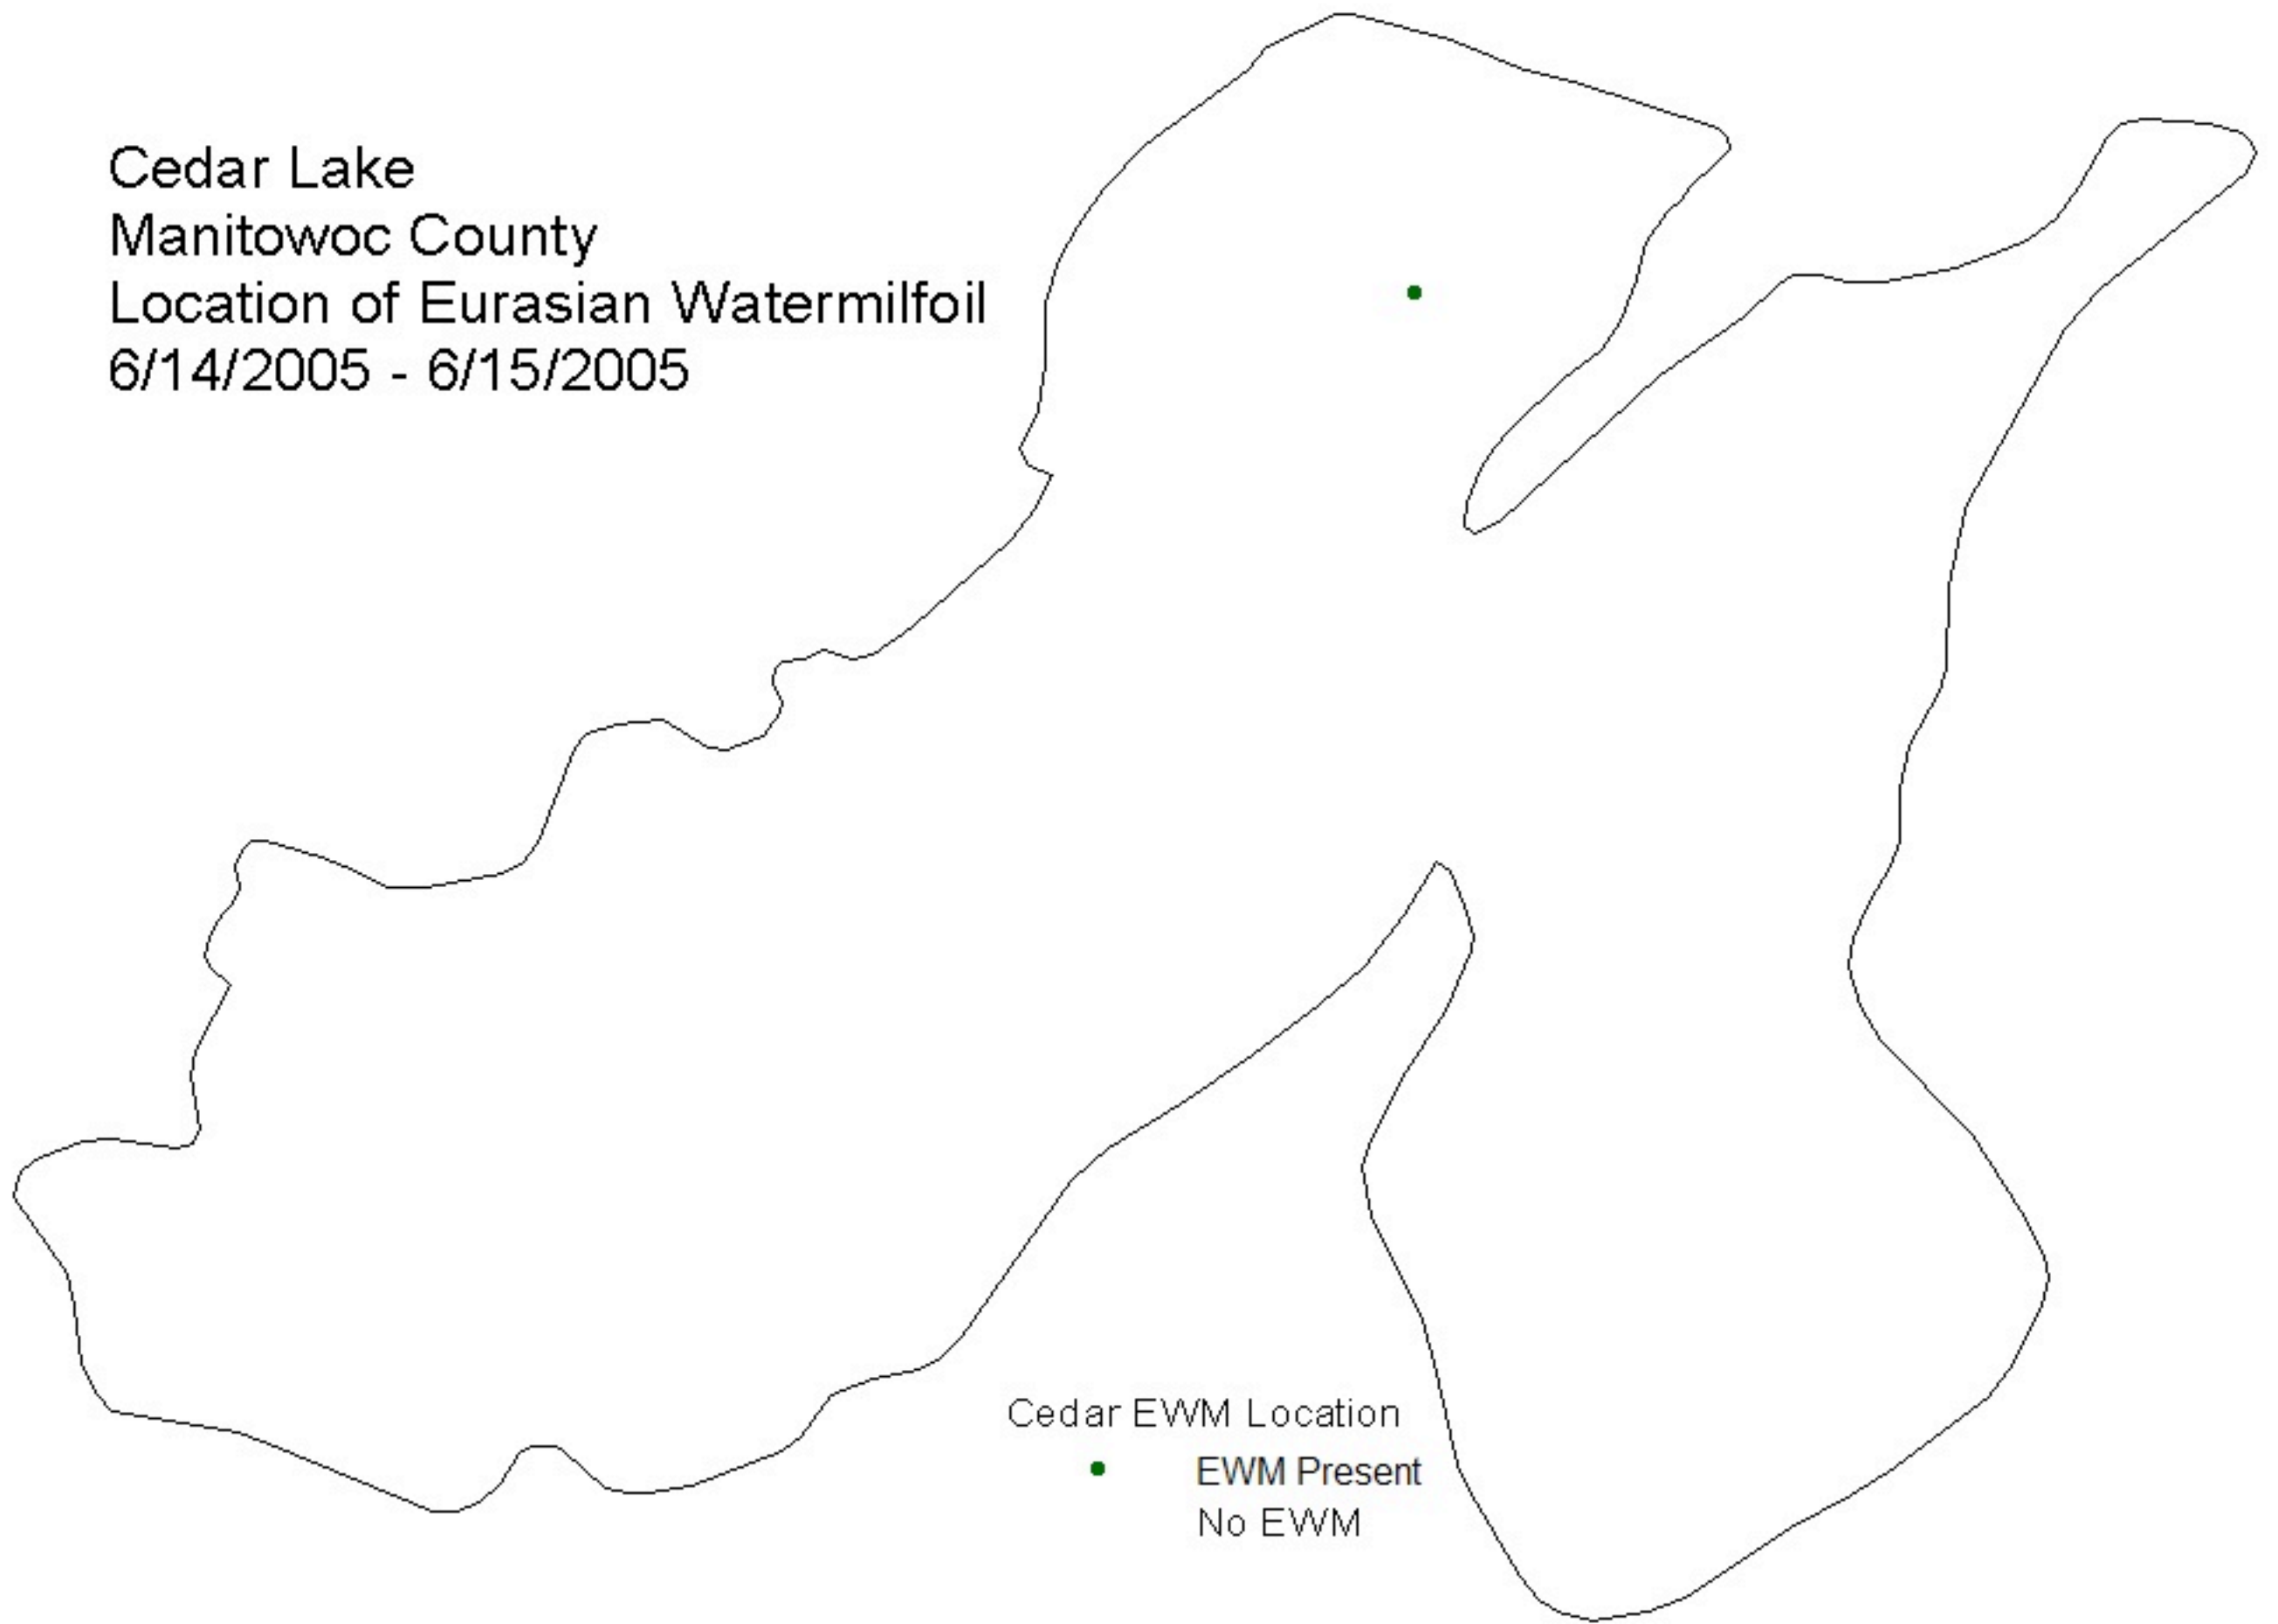 Cedar Lake
Manitowoc County
Location of Eurasian Watermilfoil
6/14/2005 - 6/15/2005
Cedar EWM Location
EWM Present
No EWM